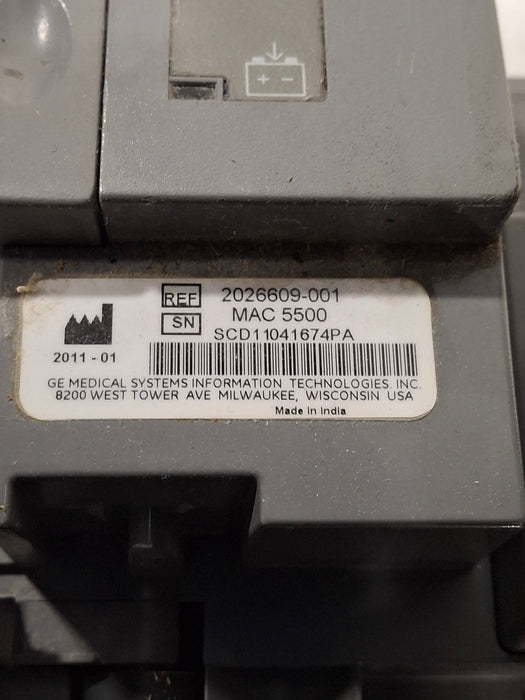 REF 2026609-001
MAC 5500
SN SCD11041674PA
2011-01
GE MEDICAL SYSTEMS INFORMATION TECHNOLOGIES, INC.
8200 WEST TOWER AVE MILWAUKEE, WISCONSIN USA
Made in India